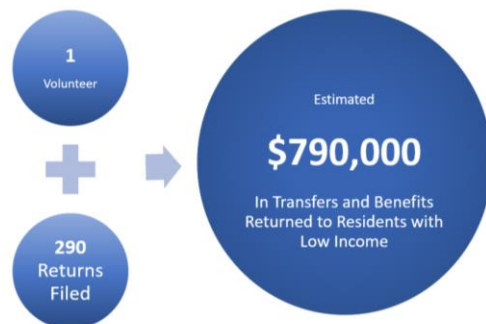 1
Volunteer
290
Returns
Filed
Estimated
$790,000
In Transfers and Benefits
Returned to Residents with
Low Income